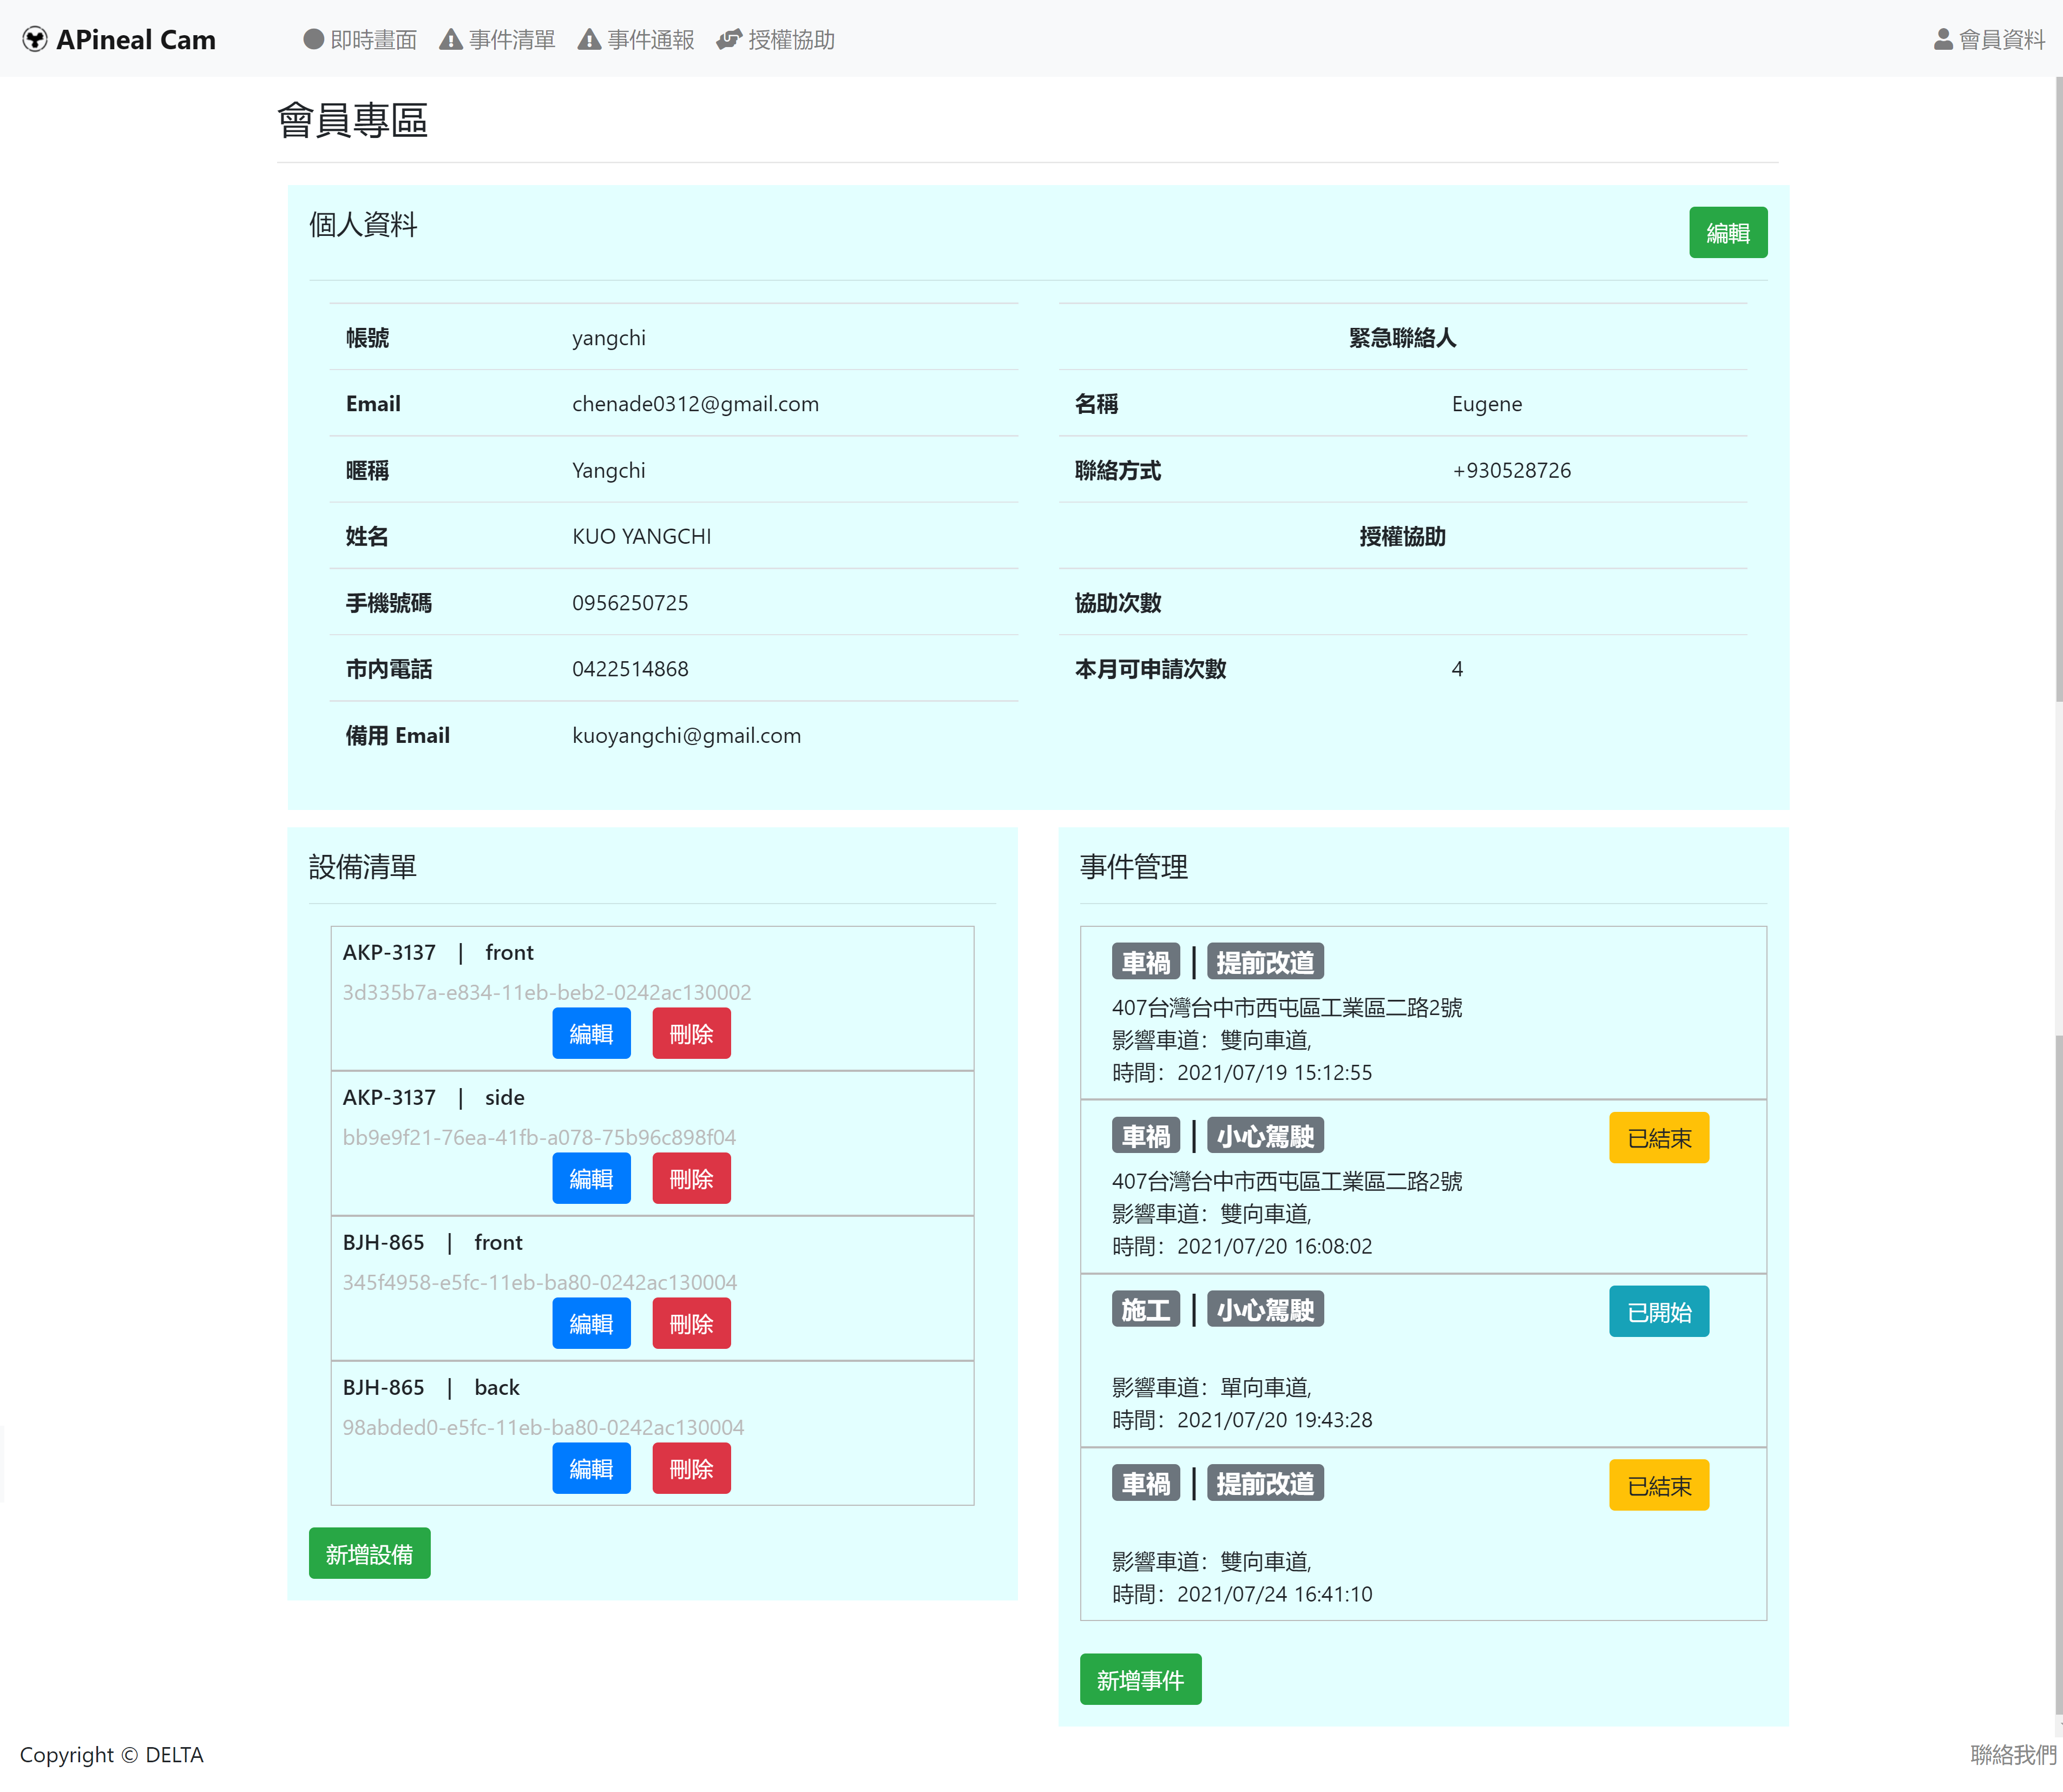 APineal Cam 即時畫面 事件清單 事件通報 授權協助 會員資料
會員專區
個人資料
編輯
帳號 yangchi
Email chenade0312@gmail.com
暱稱 Yangchi
姓名 KUO YANGCHI
手機號碼 0956250725
市內電話 0422514868
備用 Email kuoyangchi@gmail.com
緊急聯絡人
名稱 Eugene
聯絡方式 +930528726
授權協助
協助次數
本月可申請次數 4
設備清單
AKP-3137 | front
3d335b7a-e834-11eb-beb2-0242ac130002
編輯 刪除
AKP-3137 | side
bb9e9f21-76ea-41fb-a078-75b96c898f04
編輯 刪除
BJH-865 | front
345f4958-e5fc-11eb-ba80-0242ac130004
編輯 刪除
BJH-865 | back
98abded0-e5fc-11eb-ba80-0242ac130004
編輯 刪除
新增設備
事件管理
車禍 | 提前改道
407台灣台中市西屯區工業區二路2號
影響車道：雙向車道,
時間：2021/07/19 15:12:55
車禍 | 小心駕駛 已結束
407台灣台中市西屯區工業區二路2號
影響車道：雙向車道,
時間：2021/07/20 16:08:02
施工 | 小心駕駛 已開始
影響車道：單向車道,
時間：2021/07/20 19:43:28
車禍 | 提前改道 已結束
影響車道：雙向車道,
時間：2021/07/24 16:41:10
新增事件
Copyright © DELTA 聯絡我們